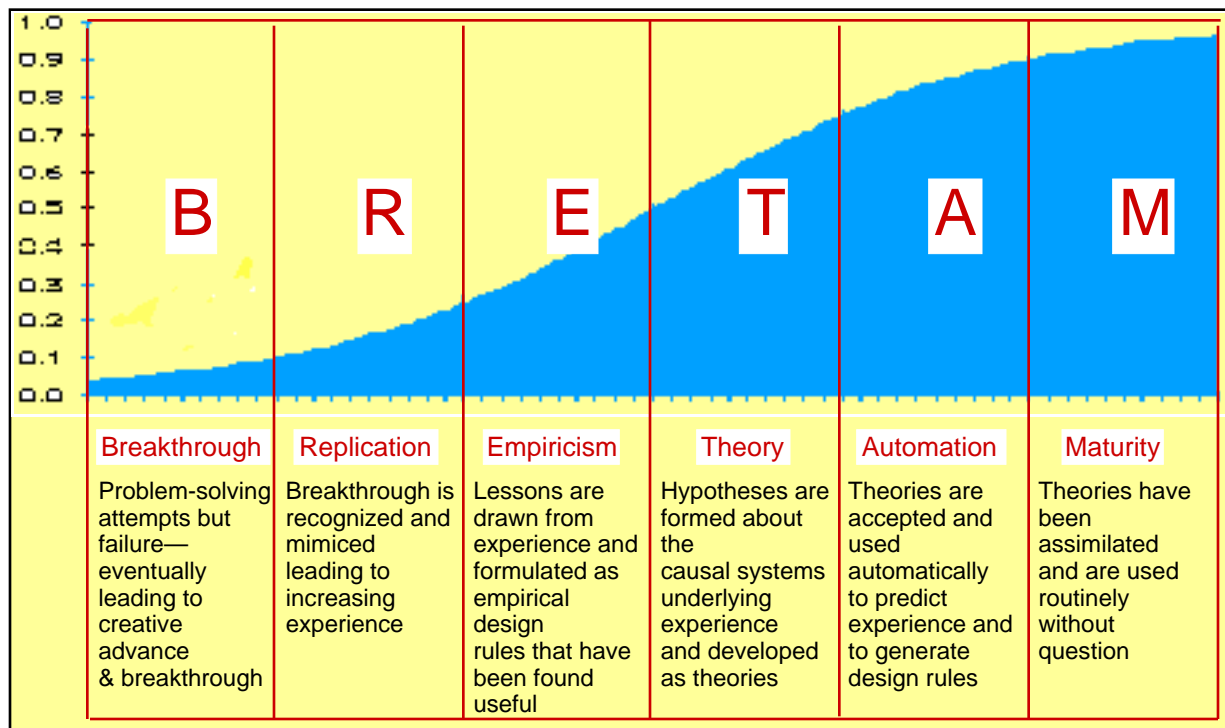 1.0
0.9
0.8
0.7
0.6
0.5
0.4
0.3
0.2
0.1
0.0
B R E T A M
Breakthrough
Problem-solving
attempts but
failure—
eventually
leading to
creative
advance
& breakthrough
Replication
Breakthrough is
recognized and
mimiced
leading to
increasing
experience
Empiricism
Lessons are
drawn from
experience and
formulated as
empirical
design
rules that have
been found
useful
Theory
Hypotheses are
formed about
the
causal systems
underlying
experience
and developed
as theories
Automation
Theories are
accepted and
used
automatically
to predict
experience and
to generate
design rules
Maturity
Theories have
been
assimilated
and are used
routinely
without
question